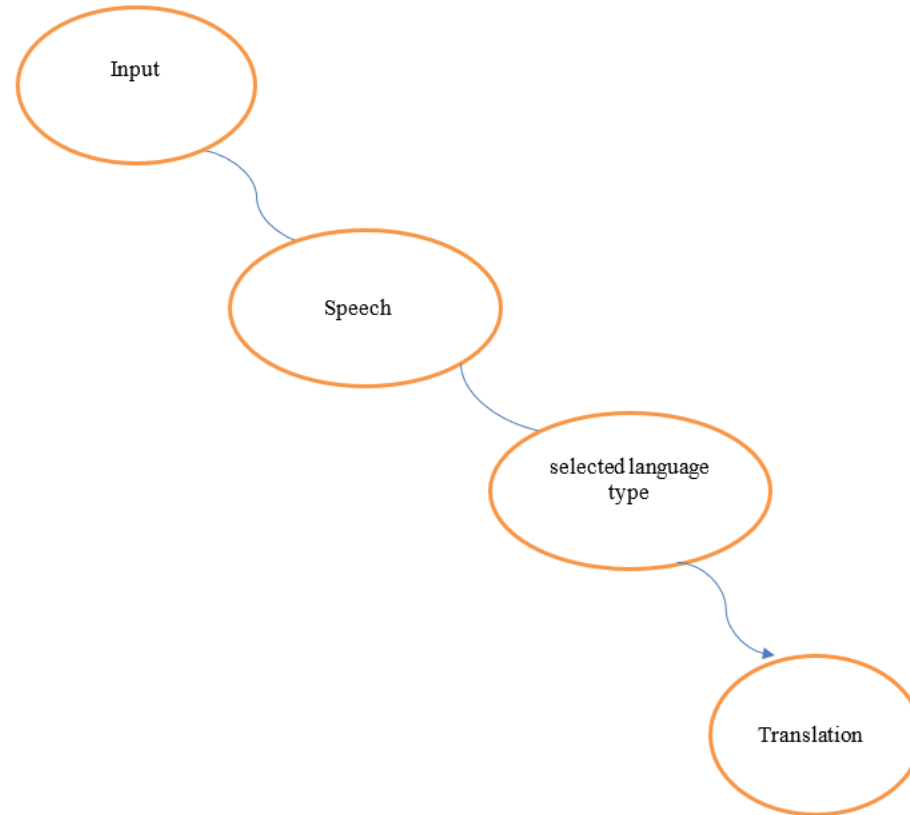 Input
Speech
selected language
type
Translation